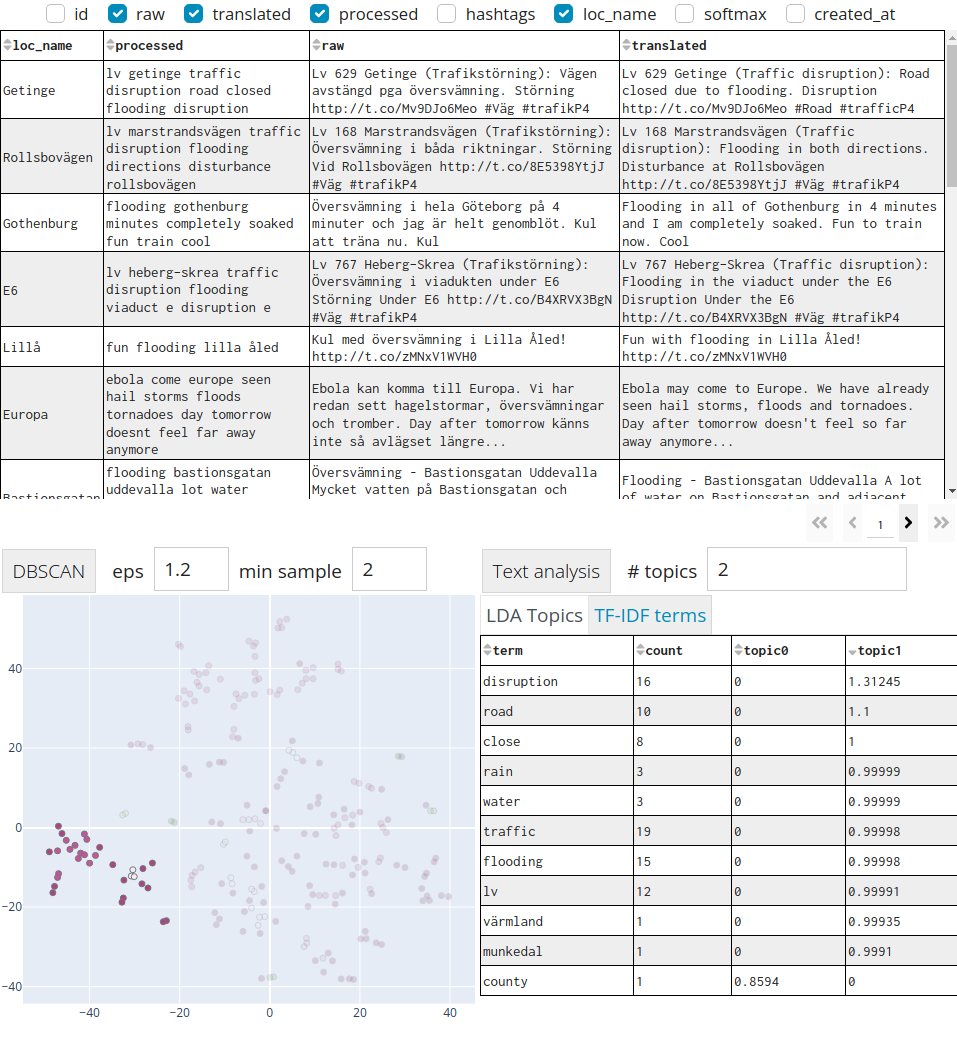 id raw translated processed hashtags loc_name softmax created_at
loc_name processed raw translated
Getinge
lv getinge traffic
disruption road closed
flooding disruption
Lv 629 Getinge (Trafikstörning): Vägen
avstängd pga översvämning. Störning
http://t.co/Mv9DJo6Meo #Väg #trafikP4
Lv 629 Getinge (Traffic disruption): Road
closed due to flooding. Disruption
http://t.co/Mv9DJo6Meo #Road #trafficP4
Rollsbovägen
lv marstrandsvägen traffic
disruption flooding
directions disturbance
rollsbovägen
Lv 168 Marstrandsvägen (Trafikstörning):
Översvämning i båda riktningar. Störning
Vid Rollsbovägen http://t.co/8E5398YtjJ
#Väg #trafikP4
Lv 168 Marstrandsvägen (Traffic
disruption): Flooding in both directions.
Disturbance at Rollsbovägen
http://t.co/8E5398YtjJ #Väg #trafikP4
Gothenburg
flooding gothenburg
minutes completely soaked
fun train cool
Översvämning i hela Göteborg på 4
minuter och jag är helt genomblöt. Kul
att träna nu. Kul
Flooding in all of Gothenburg in 4 minutes
and I am completely soaked. Fun to train
now. Cool
E6
lv heberg-skrea traffic
disruption flooding
viaduct e disruption e
Lv 767 Heberg-Skrea (Trafikstörning):
Översvämning i viadukten under E6
Störning Under E6 http://t.co/B4XRVX3BgN
#Väg #trafikP4
Lv 767 Heberg-Skrea (Traffic disruption):
Flooding in the viaduct under the E6
Disruption Under the E6
http://t.co/B4XRVX3BgN #Väg #trafikP4
Lillå
fun flooding lilla åled
Kul med översvämning i Lilla Åled!
http://t.co/zMNxV1WVH0
Fun with flooding in Lilla Åled!
http://t.co/zMNxV1WVH0
Europa
ebola come europe seen
hail storms floods
tornadoes day tomorrow
doesnt feel far away
anymore
Ebola kan komma till Europa. Vi har
redan sett hagelstormar, översvämningar
och tromber. Day after tomorrow känns
inte så avlägset längre...
Ebola may come to Europe. We have already
seen hail storms, floods and tornadoes.
Day after tomorrow doesn't feel so far
away anymore...
Bastionsgatan
flooding bastionsgatan
uddevalla lot water
Översvämning - Bastionsgatan Uddevalla
Mycket vatten på Bastionsgatan och
Flooding - Bastionsgatan Uddevalla A lot
of water on Bastionsgatan and adjacent
1
DBSCAN eps 1.2 min sample 2
Text analysis # topics 2
LDA Topics TF-IDF terms
term count topic0 topic1
disruption 16 0 1.31245
road 10 0 1.1
close 8 0 1
rain 3 0 0.99999
water 3 0 0.99999
traffic 19 0 0.99998
flooding 15 0 0.99998
lv 12 0 0.99991
värmland 1 0 0.99935
munkedal 1 0 0.9991
county 1 0.8594 0
40
20
0
−20
−40
−40 −20 0 20 40